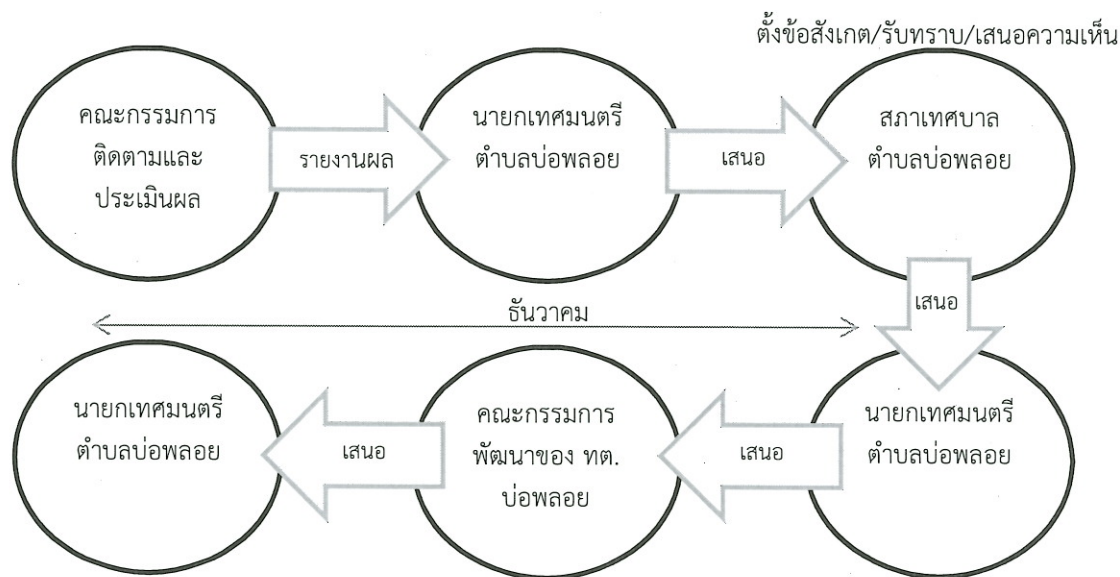 ตั้งข้อสังเกต/รับทราบ/เสนอความเห็น
คณะกรรมการ
ติดตามและ
ประเมินผล
รายงานผล
นายกเทศมนตรี
ตำบลบ่อพลอย
เสนอ
สภาเทศบาล
ตำบลบ่อพลอย
เสนอ
ธันวาคม
นายกเทศมนตรี
ตำบลบ่อพลอย
เสนอ
คณะกรรมการ
พัฒนาของ ทต.
บ่อพลอย
เสนอ
นายกเทศมนตรี
ตำบลบ่อพลอย